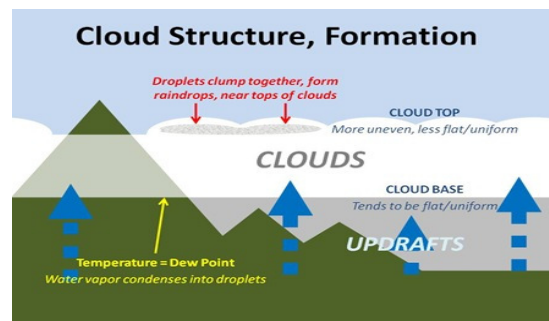 Cloud Structure, Formation
Droplets clump together, form
raindrops, near tops of clouds
CLOUD TOP
More uneven, less flat/uniform
CLOUDS
CLOUD BASE
Tends to be flat/uniform
UPDRAFTS
Temperature = Dew Point
Water vapor condenses into droplets